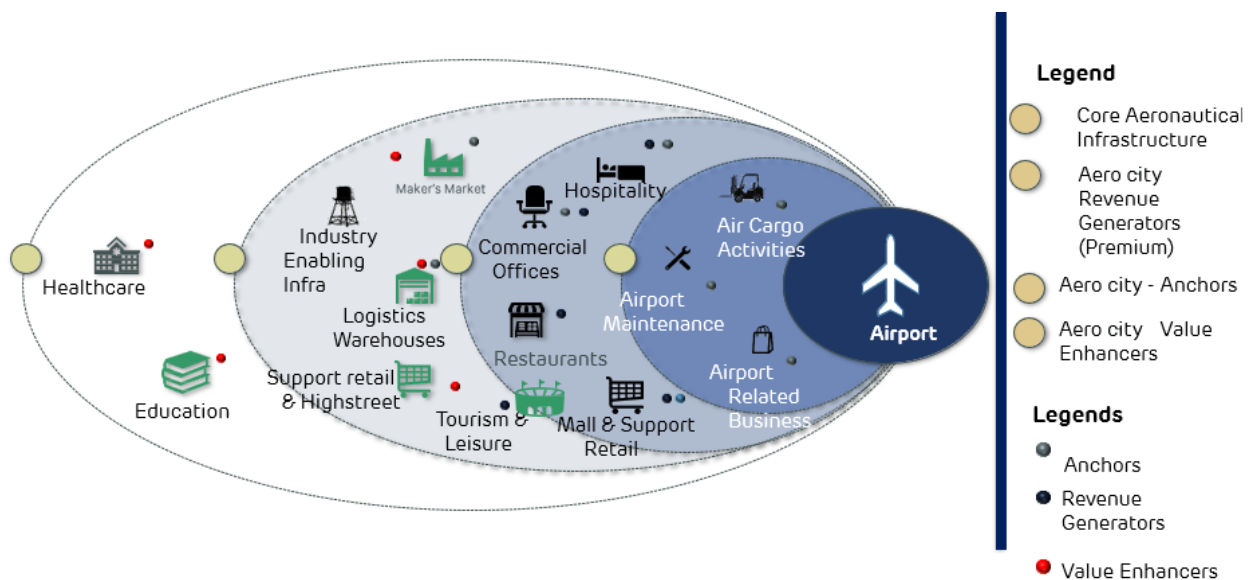 Maker's Market
Hospitality
Air Cargo
Activities
Industry
Enabling
Infra
Commercial
Offices
Healthcare
Airport
Maintenance
Logistics
Warehouses
Airport
Restaurants
Support retail
& Highstreet
Airport
Related
Business
Education
Tourism &
Leisure
Mall & Support
Retail
Legend
Core Aeronautical
Infrastructure
Aero city
Revenue
Generators
(Premium)
Aero city - Anchors
Aero city Value
Enhancers
Legends
Anchors
Revenue
Generators
Value Enhancers